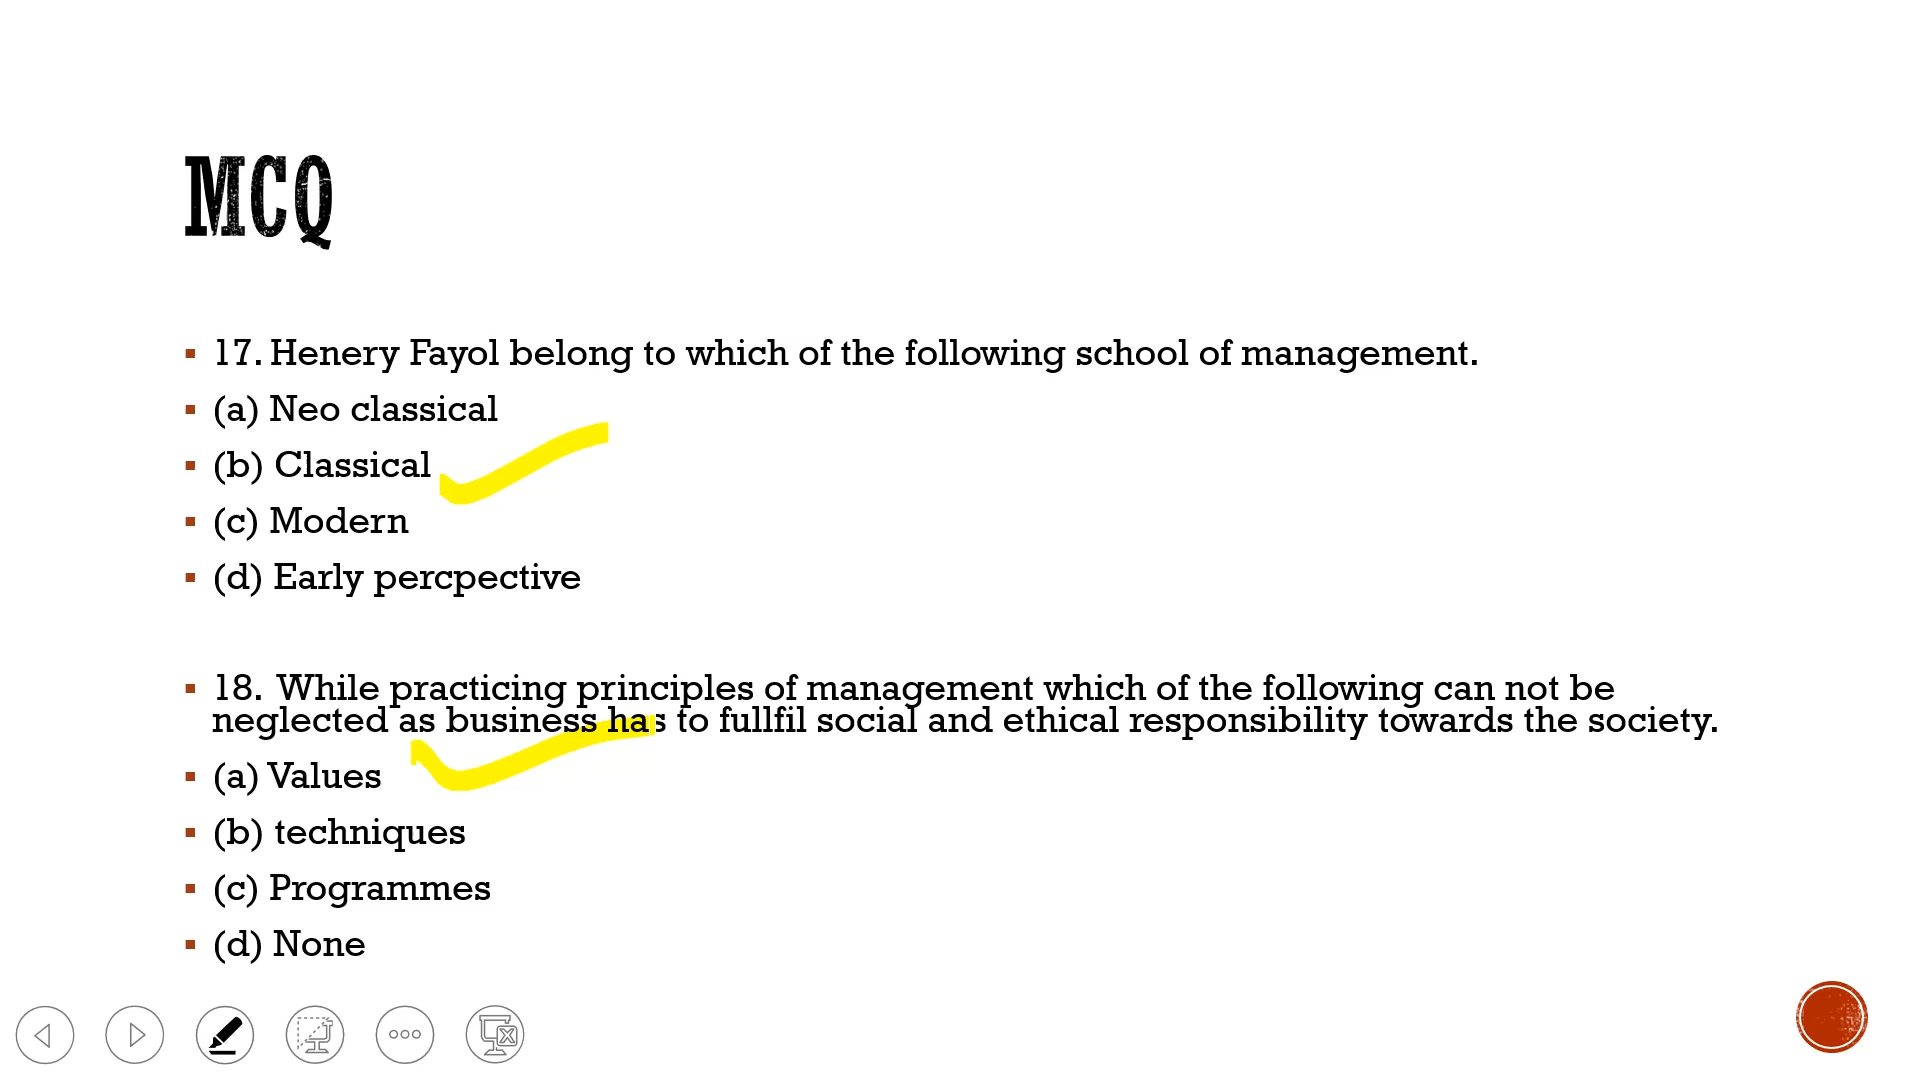 MCQ
17. Henery Fayol belong to which of the following school of management.
(a) Neo classical
(b) Classical
(c) Modern
(d) Early percpective
18. While practicing principles of management which of the following can not be
neglected as business has to fullfil social and ethical responsibility towards the society.
(a) Values
(b) techniques
(c) Programmes
(d) None